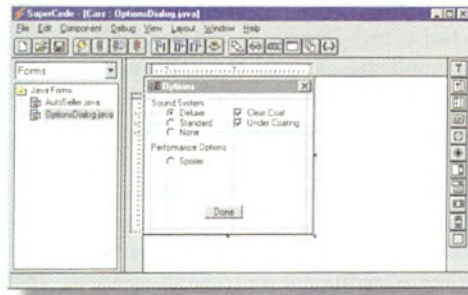 SuperCede - [Cars : OptionsDialog.java]
File Edit Component Debug View Layout Window Help
Forms
Java Forms
AutoSeller.java
OptionsDialog.java
Options
Sound System
Deluxe
Clear Coat
Standard
Under Coating
None
Performance Options
Spoiler
Done